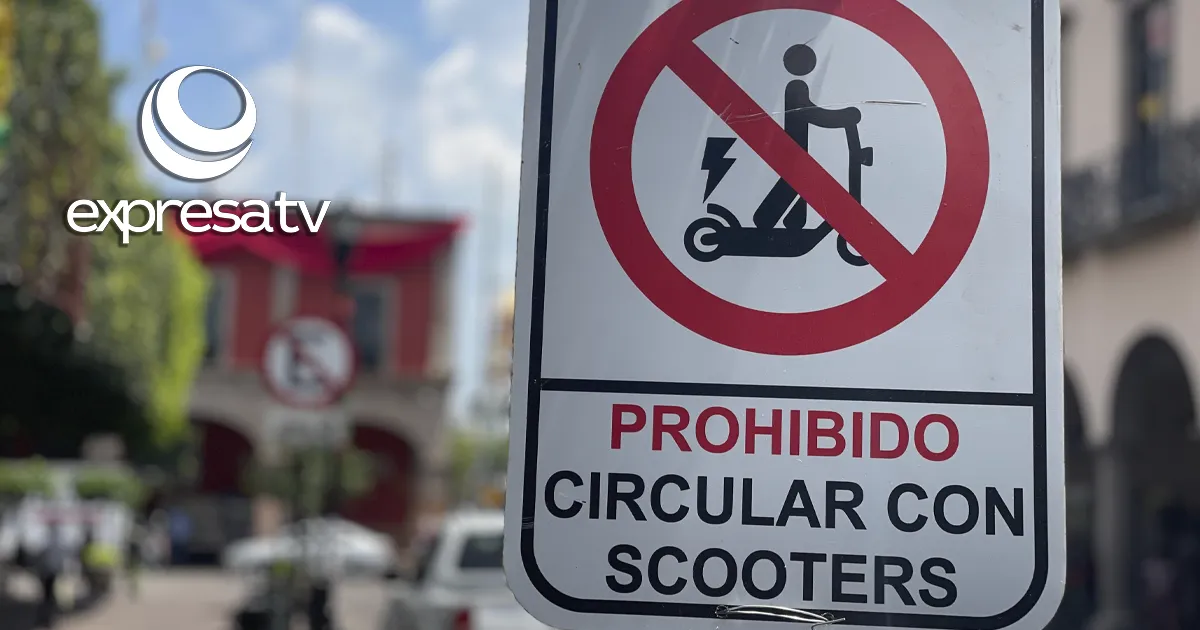 expresatv
PROHIBIDO
CIRCULAR CON
SCOOTERS